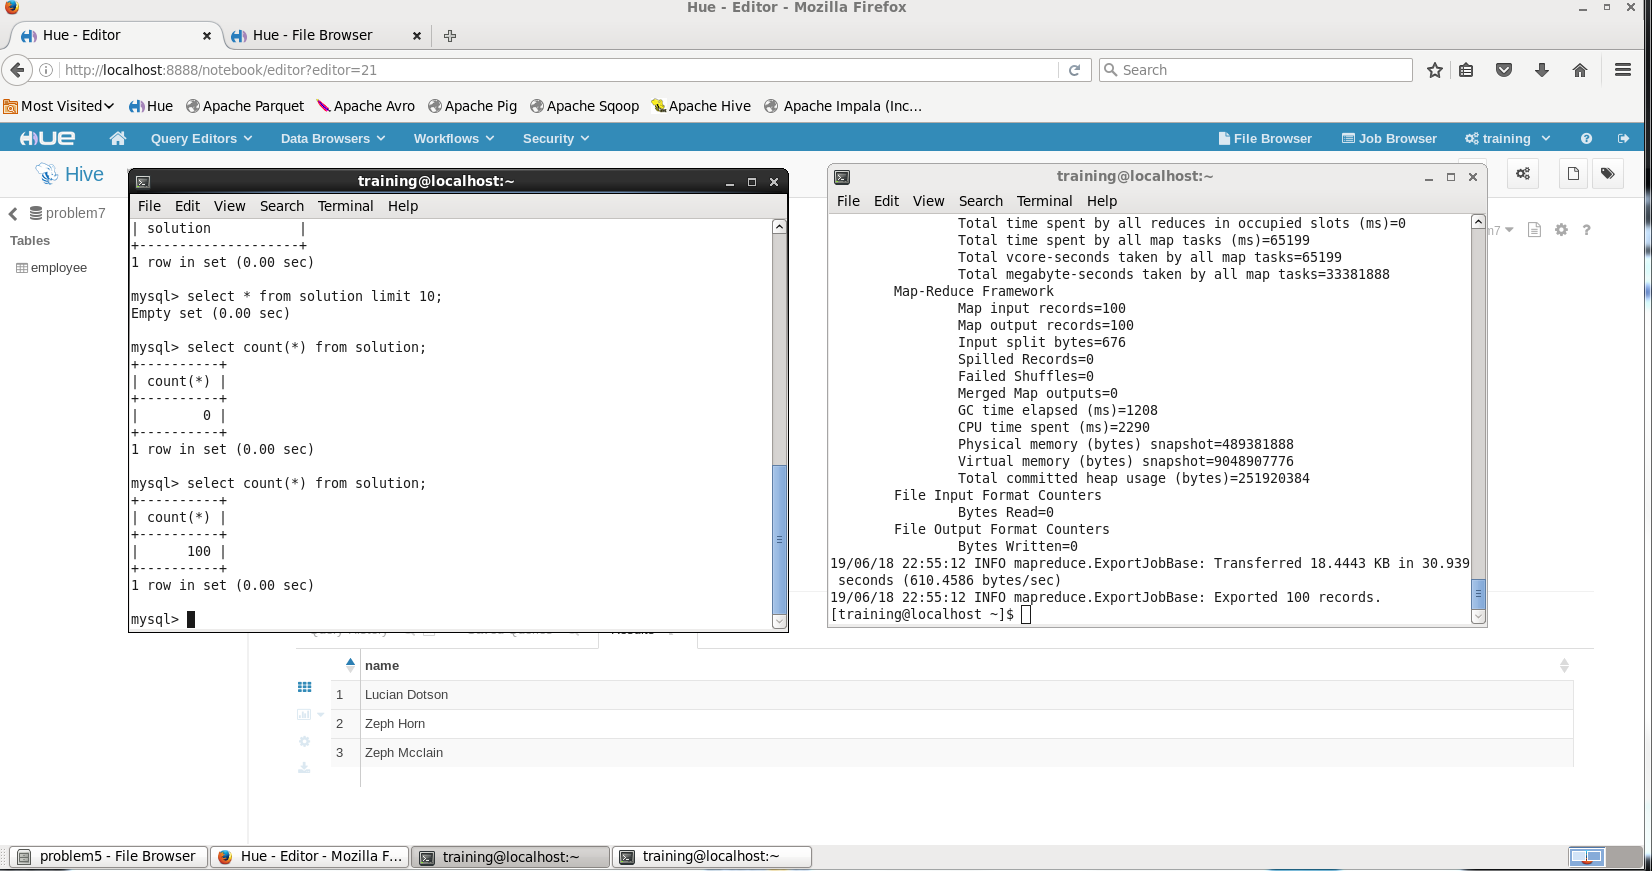 Hue - Editor - Mozilla Firefox
Hue - Editor
Hue - File Browser
http://localhost:8888/notebook/editor?editor=21
Search
Most Visited
Hue
Apache Parquet
Apache Avro
Apache Pig
Apache Sqoop
Apache Hive
Apache Impala (Inc...
HUE
Query Editors
Data Browsers
Workflows
Security
File Browser
Job Browser
training
Hive
problem7
Tables
employee
training@localhost:~
File Edit View Search Terminal Help
| solution           |
+--------------------+
1 row in set (0.00 sec)
mysql> select * from solution limit 10;
Empty set (0.00 sec)
mysql> select count(*) from solution;
+----------+
| count(*) |
+----------+
|        0 |
+----------+
1 row in set (0.00 sec)
mysql> select count(*) from solution;
+----------+
| count(*) |
+----------+
|      100 |
+----------+
1 row in set (0.00 sec)
mysql>
training@localhost:~
File Edit View Search Terminal Help
Total time spent by all reduces in occupied slots (ms)=0
Total time spent by all map tasks (ms)=65199
Total vcore-seconds taken by all map tasks=65199
Total megabyte-seconds taken by all map tasks=33381888
Map-Reduce Framework
Map input records=100
Map output records=100
Input split bytes=676
Spilled Records=0
Failed Shuffles=0
Merged Map outputs=0
GC time elapsed (ms)=1208
CPU time spent (ms)=2290
Physical memory (bytes) snapshot=489381888
Virtual memory (bytes) snapshot=9048907776
Total committed heap usage (bytes)=251920384
File Input Format Counters
Bytes Read=0
File Output Format Counters
Bytes Written=0
19/06/18 22:55:12 INFO mapreduce.ExportJobBase: Transferred 18.4443 KB in 30.939
seconds (610.4586 bytes/sec)
19/06/18 22:55:12 INFO mapreduce.ExportJobBase: Exported 100 records.
[training@localhost ~]$
name
1 Lucian Dotson
2 Zeph Horn
3 Zeph Mcclain
problem5 - File Browser
Hue - Editor - Mozilla F...
training@localhost:~
training@localhost:~